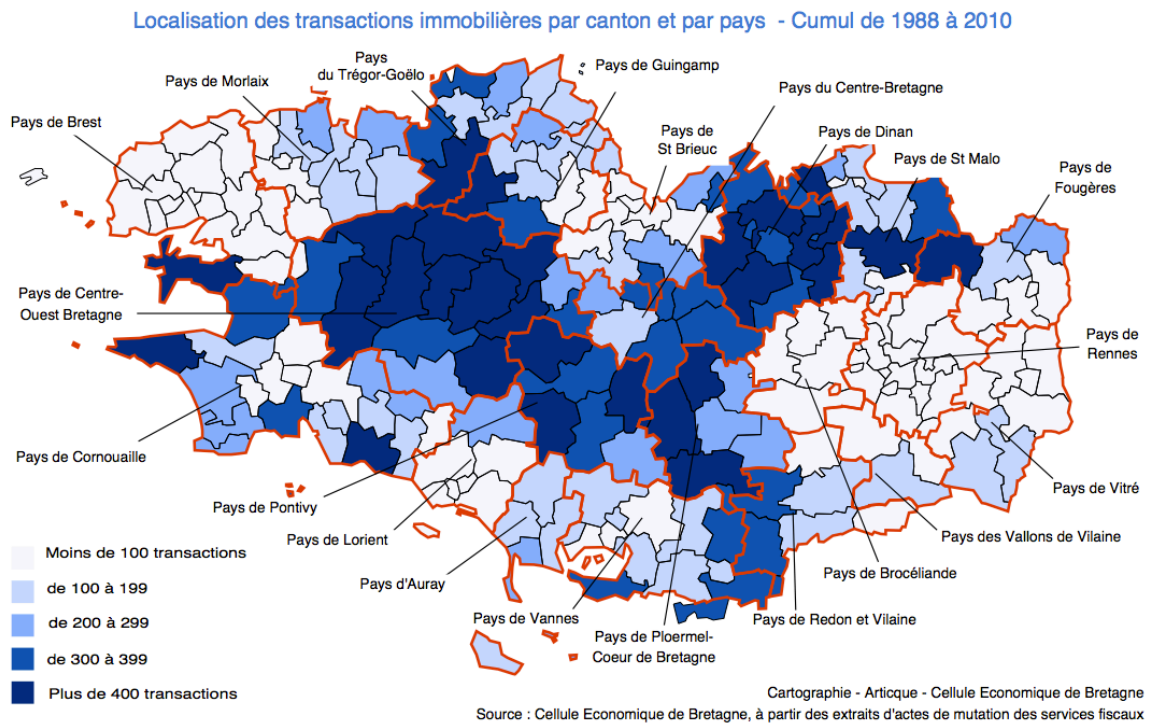 Localisation des transactions immobilières par canton et par pays  - Cumul de 1988 à 2010
Pays
du Trégor-Goëlo
Pays de Guingamp
Pays de Morlaix
Pays du Centre-Bretagne
Pays de Brest
Pays de
St Brieuc
Pays de Dinan
Pays de St Malo
Pays de
Fougères
Pays de Centre-
Ouest Bretagne
Pays de
Rennes
Pays de Cornouaille
Pays de Vitré
Pays de Pontivy
Pays de Lorient
Pays des Vallons de Vilaine
Pays d'Auray
Pays de Brocéliande
Pays de Vannes
Pays de Redon et Vilaine
Pays de Ploermel-
Coeur de Bretagne
Moins de 100 transactions
de 100 à 199
de 200 à 299
de 300 à 399
Plus de 400 transactions
Cartographie - Articque - Cellule Economique de Bretagne
Source : Cellule Economique de Bretagne, à partir des extraits d'actes de mutation des services fiscaux